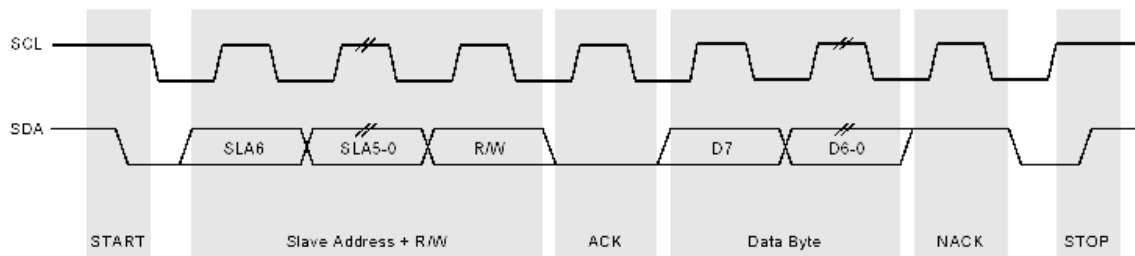 SCL
SDA
SLA6 SLA5-0 R/W D7 D6-0
START Slave Address + R/W ACK Data Byte NACK STOP